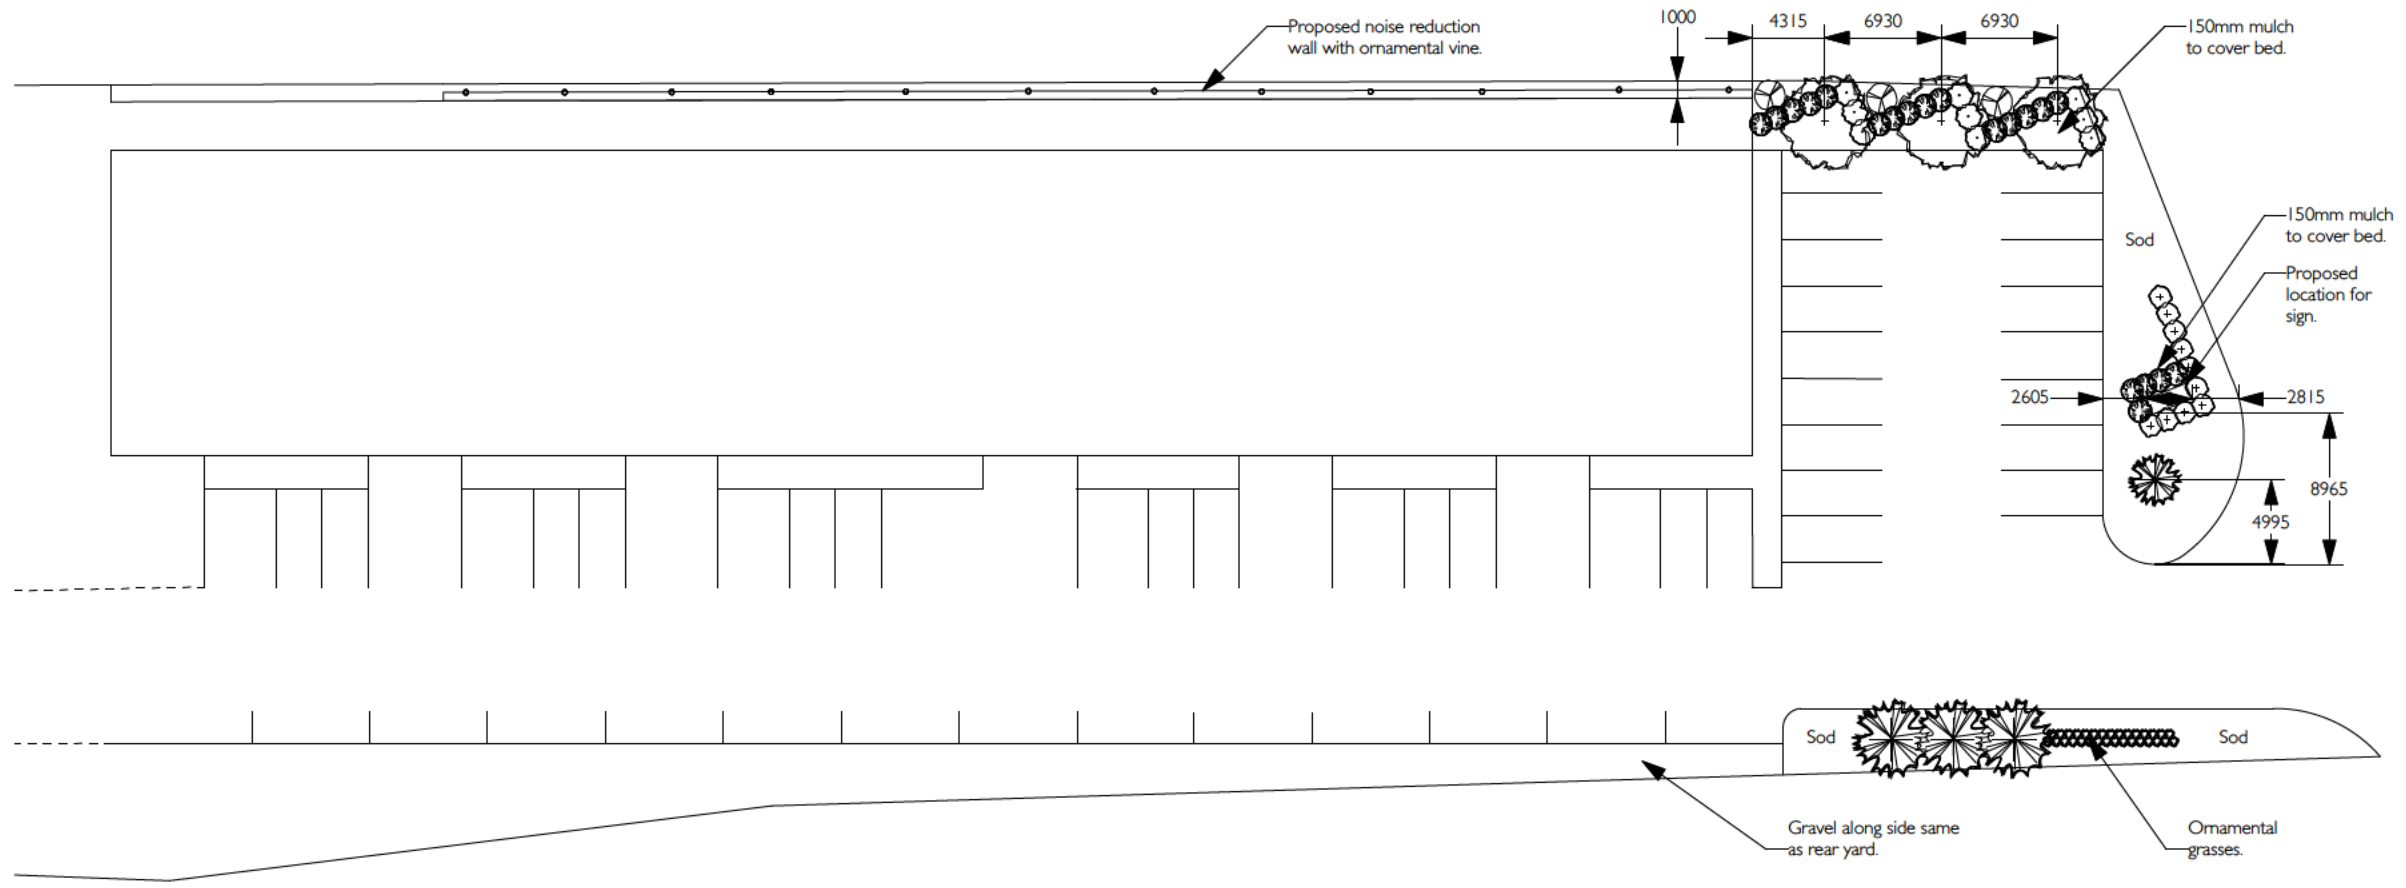 Proposed noise reduction
wall with ornamental vine.
1000
4315
6930
6930
150mm mulch
to cover bed.
150mm mulch
to cover bed.
Sod
Proposed
location for
sign.
2605
2815
8965
4995
Sod
Sod
Gravel along side same
as rear yard.
Ornamental
grasses.